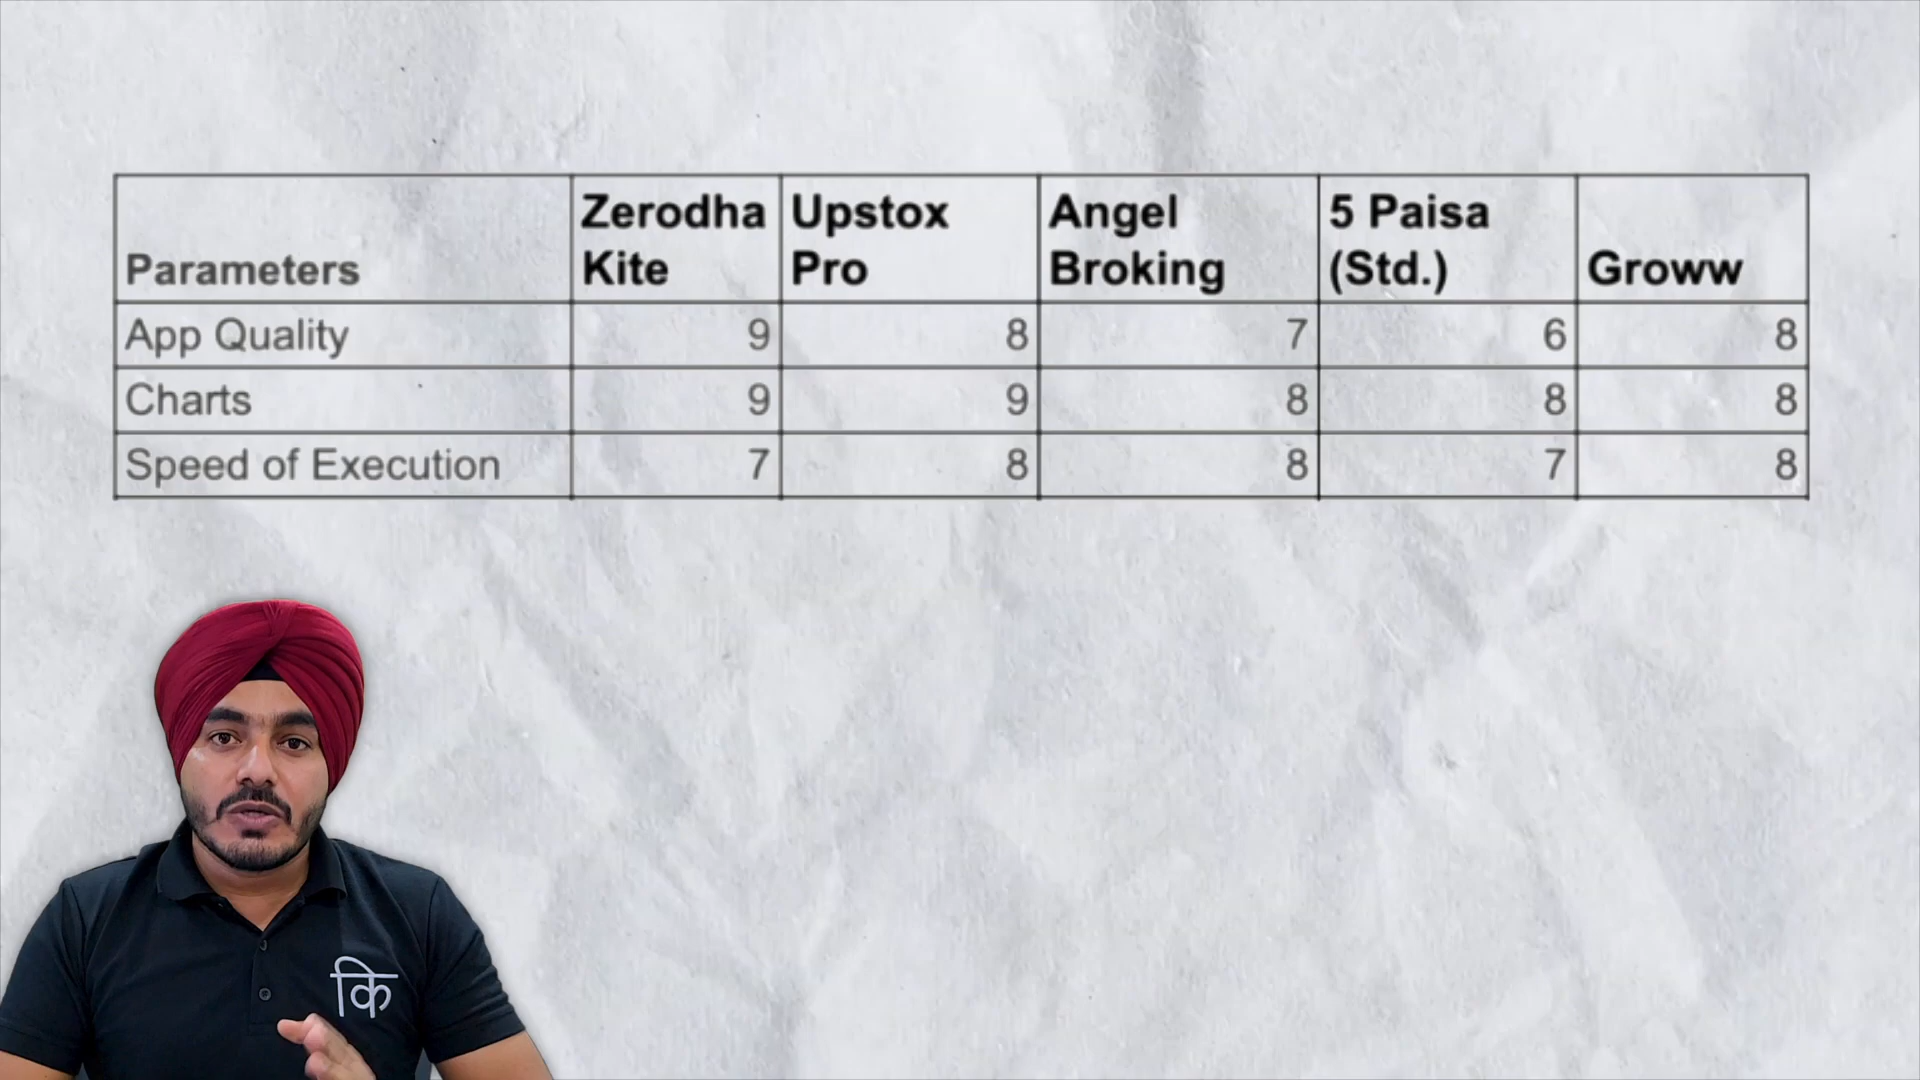 Parameters Zerodha Kite Upstox Pro Angel Broking 5 Paisa (Std.) Groww
App Quality 9 8 7 6 8
Charts 9 9 8 8 8
Speed of Execution 7 8 8 7 8
कि